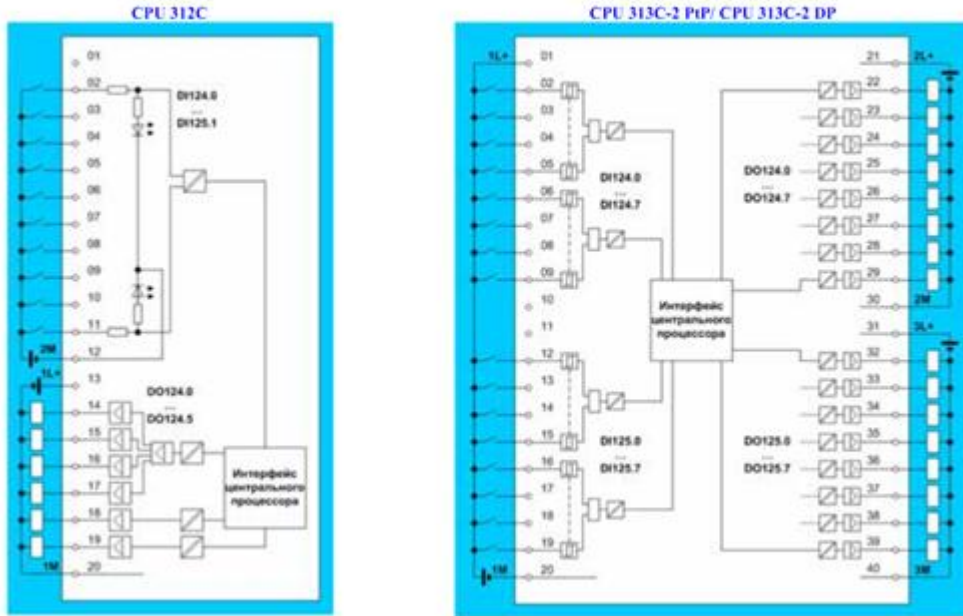 CPU 312C
01
02
03
04
05
06
07
08
09
10
11
2M
12
1L+
13
14
15
16
17
18
19
1M
20
DI124.0
...
DI125.1
DO124.0
...
DO124.5
Интерфейс
центрального
процессора
CPU 313C-2 PtP/ CPU 313C-2 DP
1L+
01
02
03
04
05
06
07
08
09
10
11
12
13
14
15
16
17
18
19
1M
20
DI124.0
...
DI124.7
DI125.0
...
DI125.7
Интерфейс
центрального
процессора
DO124.0
...
DO124.7
DO125.0
...
DO125.7
21
2L+
22
23
24
25
26
27
28
29
30
2M
31
3L+
32
33
34
35
36
37
38
39
40
3M